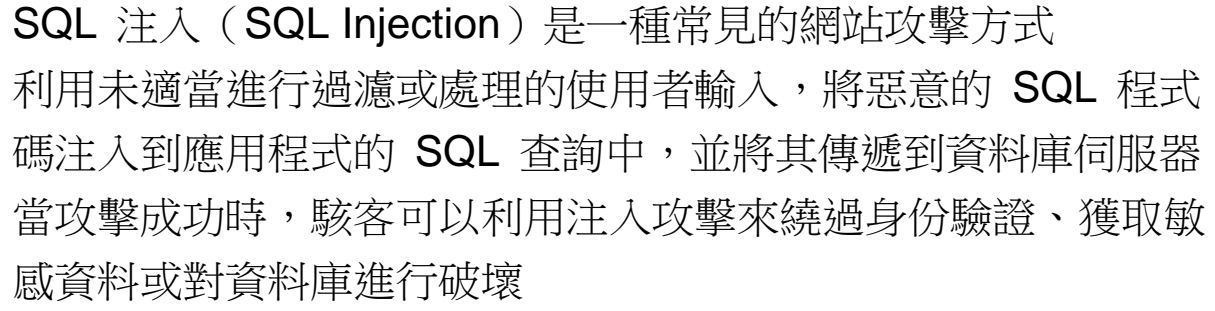 SQL 注入（SQL Injection）是一種常見的網站攻擊方式
利用未適當進行過濾或處理的使用者輸入，將惡意的 SQL 程式
碼注入到應用程式的 SQL 查詢中，並將其傳遞到資料庫伺服器
當攻擊成功時，駭客可以利用注入攻擊來繞過身份驗證、獲取敏
感資料或對資料庫進行破壞